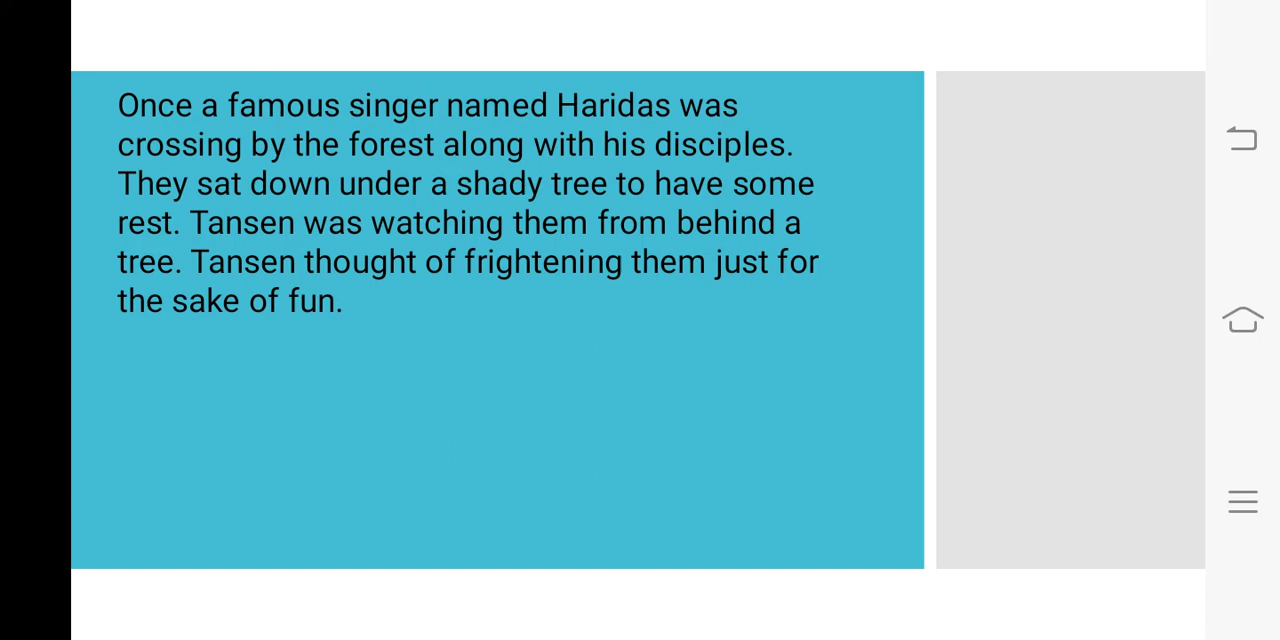 Once a famous singer named Haridas was
crossing by the forest along with his disciples.
They sat down under a shady tree to have some
rest. Tansen was watching them from behind a
tree. Tansen thought of frightening them just for
the sake of fun.